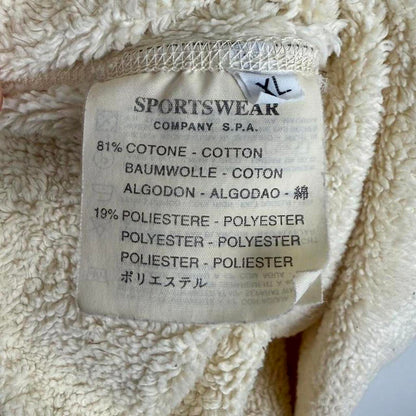 XL
SPORTSWEAR
COMPANY S.P.A.
81% COTONE - COTTON
BAUMWOLLE - COTON
ALGODON - ALGODAO - 綿
19% POLIESTERE - POLYESTER
POLYESTER - POLYESTER
POLIESTER - POLIESTER
ポリエステル